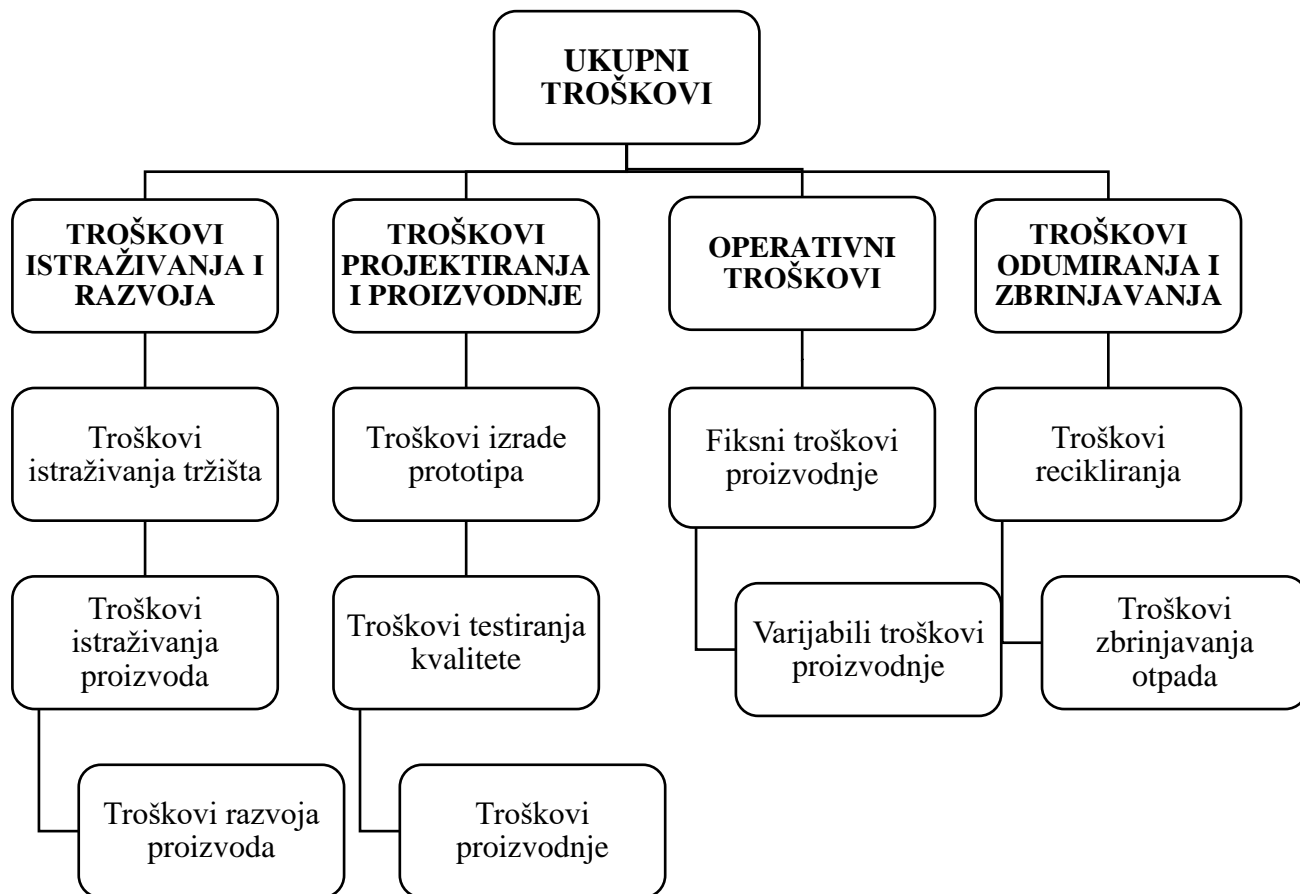 UKUPNI
TROŠKOVI
TROŠKOVI
ISTRAŽIVANJA I
RAZVOJA
TROŠKOVI
PROJEKTIRANJA
I PROIZVODNJE
OPERATIVNI
TROŠKOVI
TROŠKOVI
ODUMIRANJA I
ZBRINJAVANJA
Troškovi
istraživanja tržišta
Troškovi izrade
prototipa
Fiksni troškovi
proizvodnje
Troškovi
recikliranja
Troškovi
istraživanja
proizvoda
Troškovi testiranja
kvalitete
Varijabili troškovi
proizvodnje
Troškovi
zbrinjavanja
otpada
Troškovi razvoja
proizvoda
Troškovi
proizvodnje